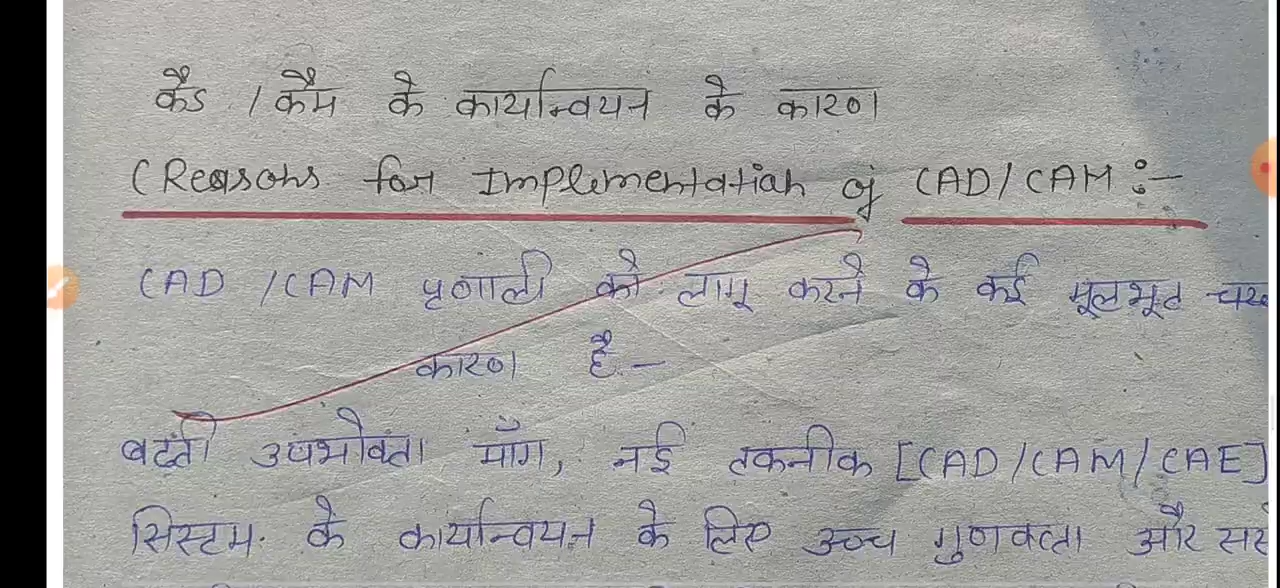 कैड /कैम के कार्यान्वयन के कारण
(Reasons for Implementation of CAD/CAM :-
CAD /CAM प्रणाली को लागू करने के कई मूलभूत
कारण है -
बढ़ती उपभोक्ता माँग, नई तकनीक [CAD/CAM/CAE]
सिस्टम के कार्यान्वयन के लिए उच्च गुणवत्ता और